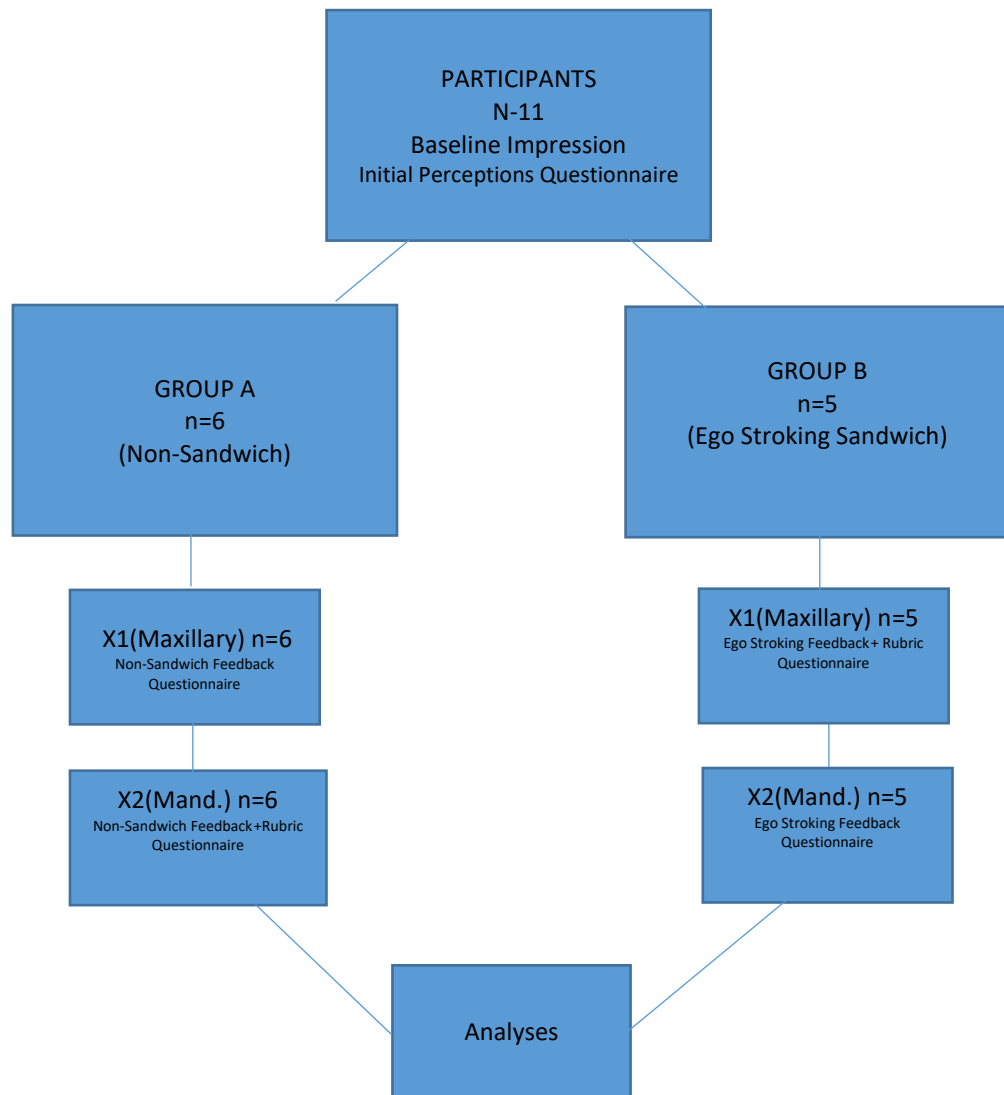 PARTICIPANTS
N-11
Baseline Impression
Initial Perceptions Questionnaire
GROUP A
n=6
(Non-Sandwich)
GROUP B
n=5
(Ego Stroking Sandwich)
X1(Maxillary) n=6
Non-Sandwich Feedback
Questionnaire
X1(Maxillary) n=5
Ego Stroking Feedback+ Rubric
Questionnaire
X2(Mand.) n=6
Non-Sandwich Feedback+Rubric
Questionnaire
X2(Mand.) n=5
Ego Stroking Feedback
Questionnaire
Analyses